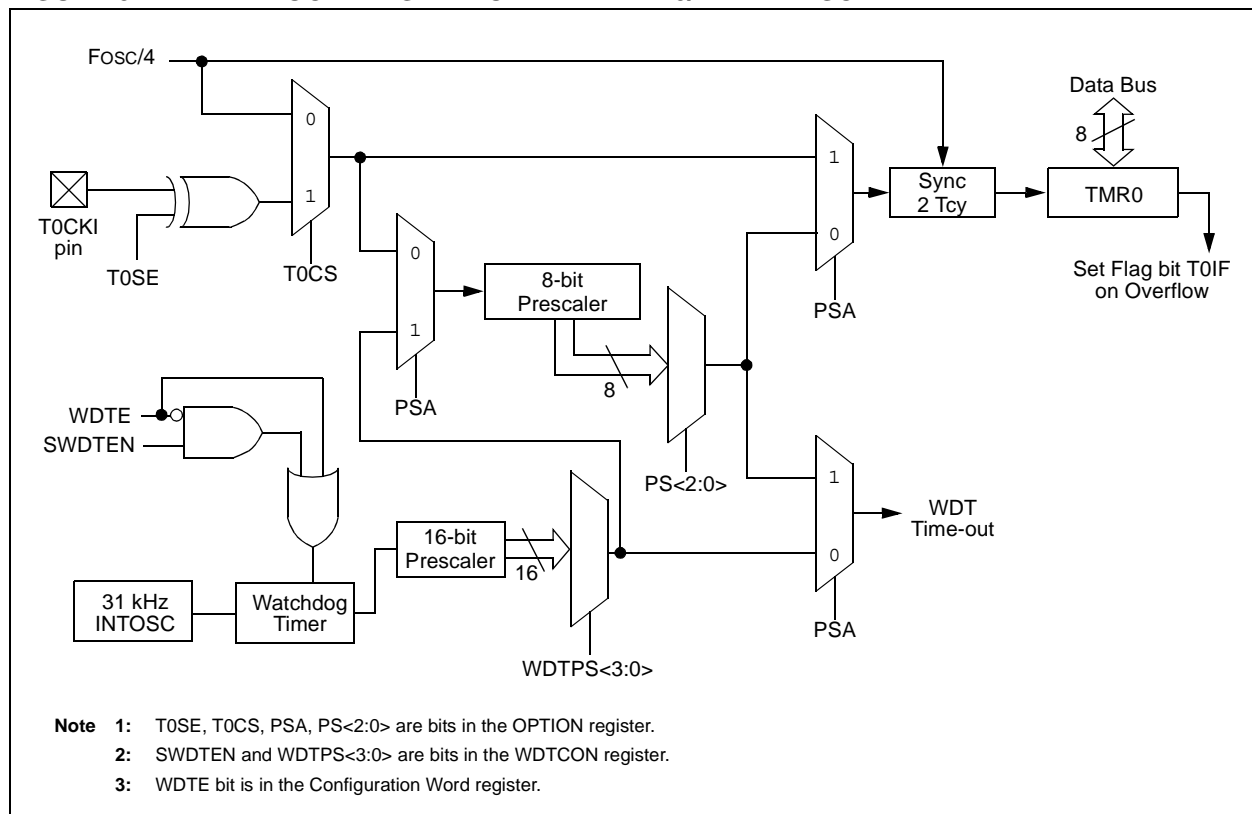 Fosc/4
Data Bus
8
0
1
1
0
T0CKI
pin
T0SE
T0CS
Sync
2 Tcy
TMR0
Set Flag bit T0IF
on Overflow
PSA
0
1
8-bit
Prescaler
8
PSA
PS<2:0>
WDTE
SWDTEN
1
0
WDT
Time-out
PSA
16-bit
Prescaler
16
31 kHz
INTOSC
Watchdog
Timer
WDTPS<3:0>
Note 1: T0SE, T0CS, PSA, PS<2:0> are bits in the OPTION register.
2: SWDTEN and WDTPS<3:0> are bits in the WDTCON register.
3: WDTE bit is in the Configuration Word register.